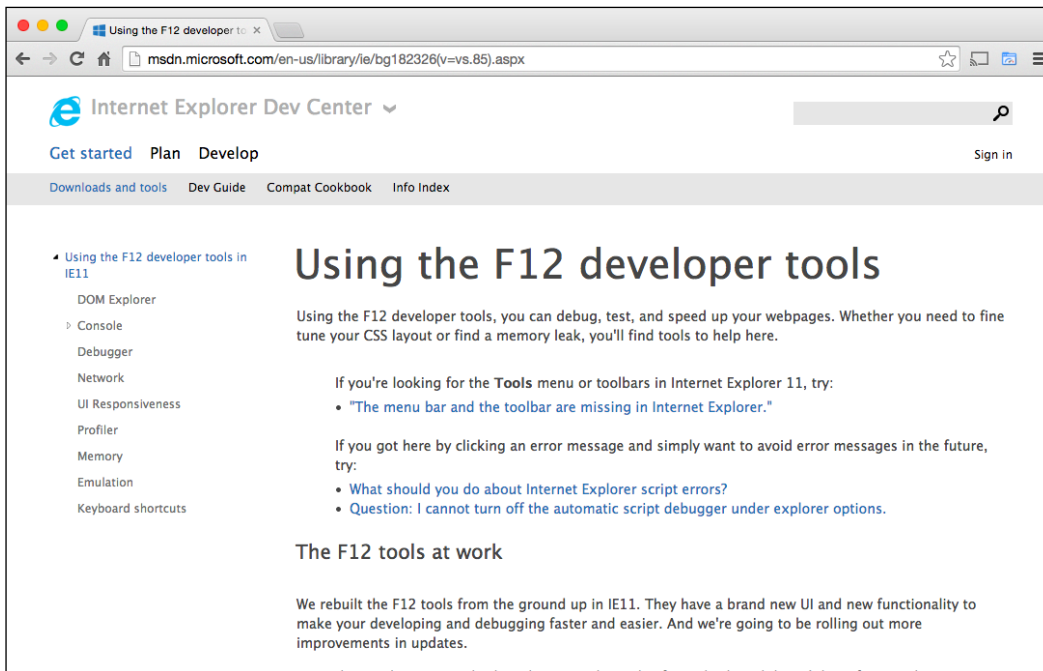 Using the F12 developer to
msdn.microsoft.com/en-us/library/ie/bg182326(v=vs.85).aspx
Internet Explorer Dev Center
Get started Plan Develop
Sign in
Downloads and tools Dev Guide Compat Cookbook Info Index
Using the F12 developer tools in
IE11
DOM Explorer
Console
Debugger
Network
UI Responsiveness
Profiler
Memory
Emulation
Keyboard shortcuts
Using the F12 developer tools
Using the F12 developer tools, you can debug, test, and speed up your webpages. Whether you need to fine
tune your CSS layout or find a memory leak, you'll find tools to help here.
If you're looking for the Tools menu or toolbars in Internet Explorer 11, try:
• "The menu bar and the toolbar are missing in Internet Explorer."
If you got here by clicking an error message and simply want to avoid error messages in the future,
try:
• What should you do about Internet Explorer script errors?
• Question: I cannot turn off the automatic script debugger under explorer options.
The F12 tools at work
We rebuilt the F12 tools from the ground up in IE11. They have a brand new UI and new functionality to
make your developing and debugging faster and easier. And we're going to be rolling out more
improvements in updates.